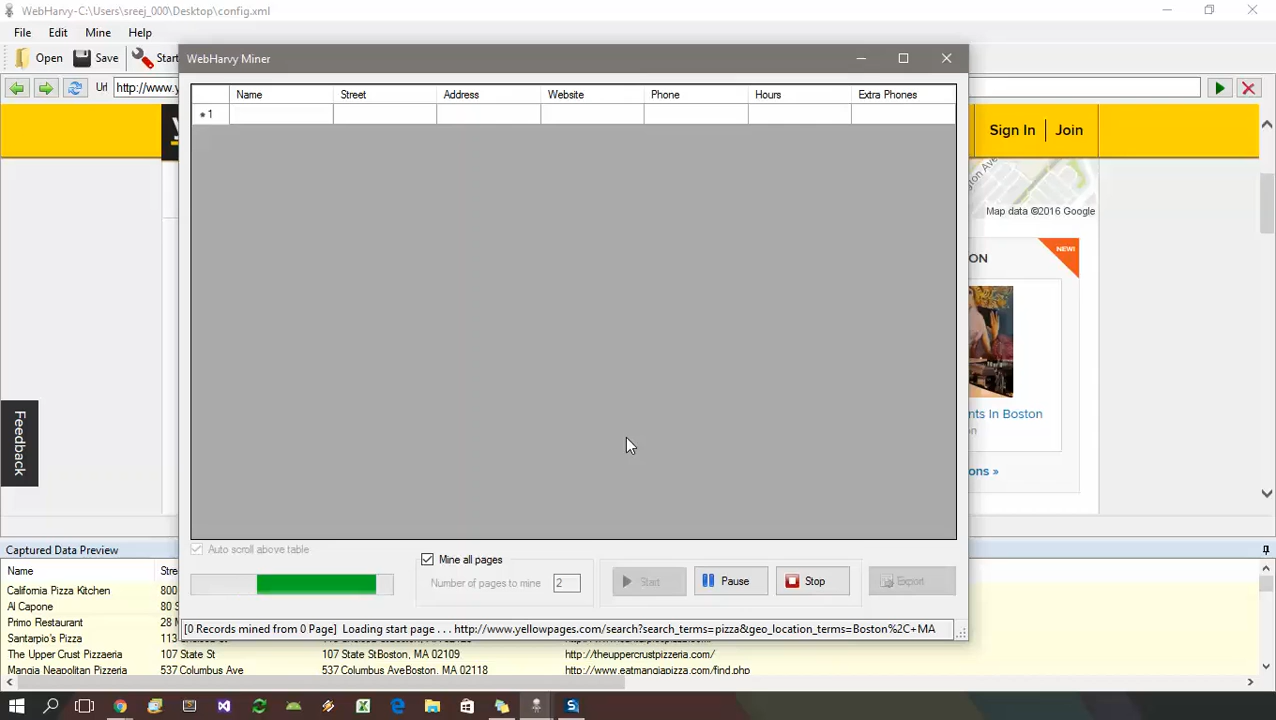 WebHarvy-C:\Users\sreej_000\Desktop\config.xml
File Edit Mine Help
Open Save Start
Url http://www.y
WebHarvy Miner
Name Street Address Website Phone Hours Extra Phones
1
Sign In Join
Map data ©2016 Google
NEW!
ON
nts In Boston
on
ons »
Feedback
Auto scroll above table
Mine all pages
Number of pages to mine 2
Start Pause Stop Export
[0 Records mined from 0 Page] Loading start page . . . http://www.yellowpages.com/search?search_terms=pizza&geo_location_terms=Boston%2C+MA
Captured Data Preview
Name Stre
California Pizza Kitchen 800
Al Capone 80 S
Primo Restaurant 28 M
Santarpio's Pizza
The Upper Crust Pizzaeria 107 State St 107 State StBoston, MA 02109 http://theuppercrustpizzeria.com/
Mangia Neapolitan Pizzeria 537 Columbus Ave 537 Columbus AveBoston, MA 02118 http://www.eatmangiapizza.com/find.php